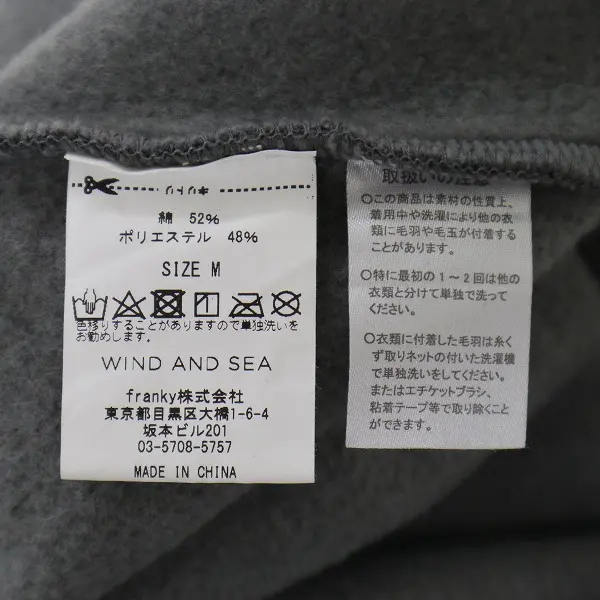 キリトリ
綿 52%
ポリエステル 48%
SIZE M
色移りすることがありますので単独洗いを
お勧めします。
WIND AND SEA
franky株式会社
東京都目黒区大橋1-6-4
坂本ビル201
03-5708-5757
MADE IN CHINA
取扱いの注意
○この商品は素材の性質上、
着用中や洗濯により他の衣
類に毛羽や毛玉が付着する
ことがあります。
○特に最初の1〜2回は他の
衣類と分けて単独で洗って
ください。
○衣類に付着した毛羽は糸く
ず取りネットの付いた洗濯機
で単独洗いをしてください。
またはエチケットブラシ、
粘着テープ等で取り除くこと
ができます。